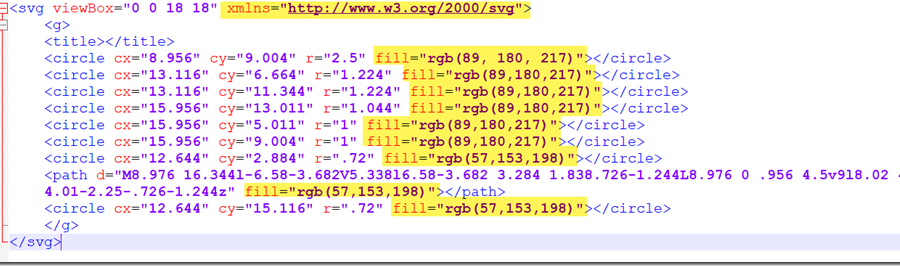 <svg viewBox="0 0 18 18" xmlns="http://www.w3.org/2000/svg">
<g>
<title></title>
<circle cx="8.956" cy="9.004" r="2.5" fill="rgb(89, 180, 217)"></circle>
<circle cx="13.116" cy="6.664" r="1.224" fill="rgb(89,180,217)"></circle>
<circle cx="13.116" cy="11.344" r="1.224" fill="rgb(89,180,217)"></circle>
<circle cx="15.956" cy="13.011" r="1.044" fill="rgb(89,180,217)"></circle>
<circle cx="15.956" cy="5.011" r="1" fill="rgb(89,180,217)"></circle>
<circle cx="15.956" cy="9.004" r="1" fill="rgb(89,180,217)"></circle>
<circle cx="12.644" cy="2.884" r=".72" fill="rgb(57,153,198)"></circle>
<path d="M8.976 16.344l-6.58-3.682V5.338l6.58-3.682 3.284 1.838.726-1.244L8.976 0 .956 4.5v9l8.02
4.01-2.25-.726-1.244z" fill="rgb(57,153,198)"></path>
<circle cx="12.644" cy="15.116" r=".72" fill="rgb(57,153,198)"></circle>
</g>
</svg>